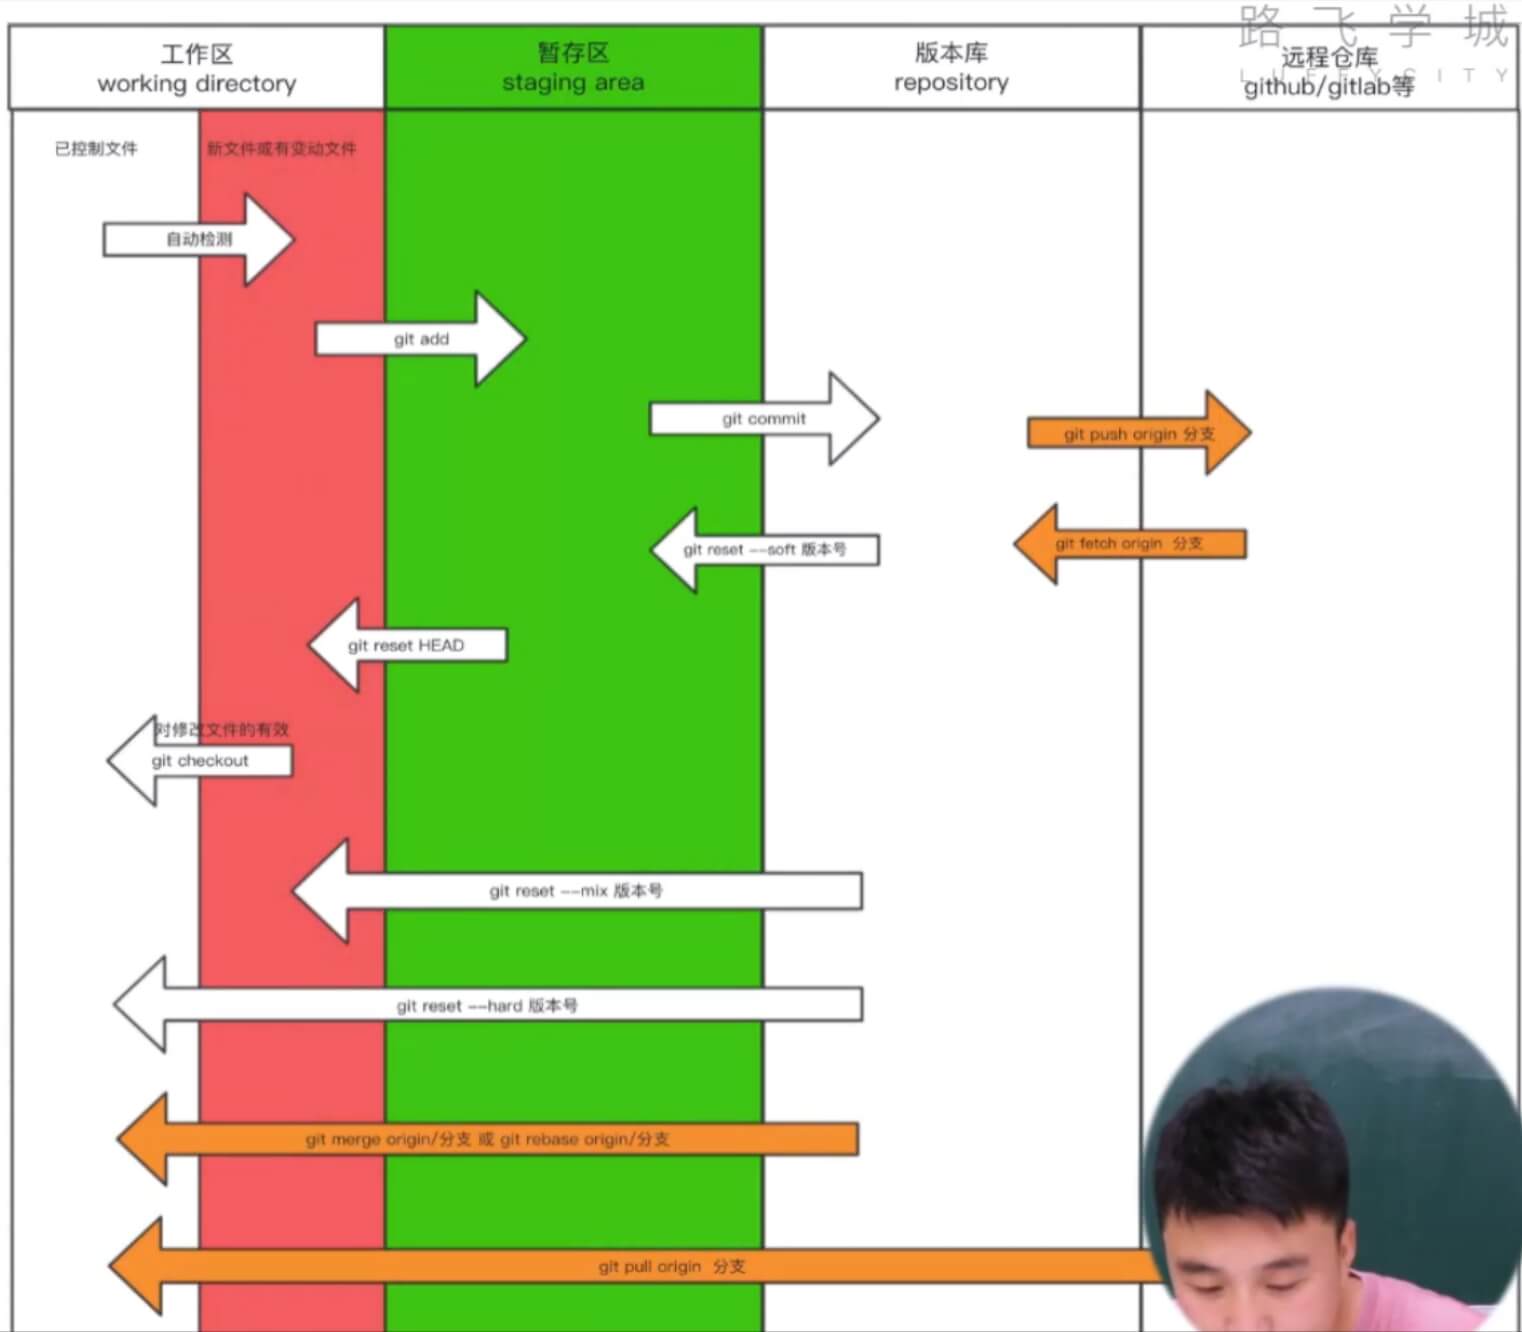 路飞学城
LUFFYCITY
工作区
working directory
暂存区
staging area
版本库
repository
远程仓库
github/gitlab等
已控制文件
新文件或有变动文件
自动检测
git add
git commit
git push origin 分支
git reset --soft 版本号
git fetch origin 分支
git reset HEAD
对修改文件的有效
git checkout
git reset --mix 版本号
git reset --hard 版本号
git merge origin/分支 或 git rebase origin/分支
git pull origin 分支